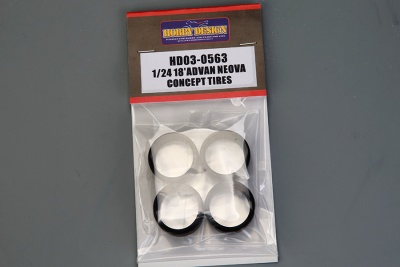 HOBBY DESIGN
HD03-0563
1/24 18'ADVAN NEOVA
CONCEPT TIRES